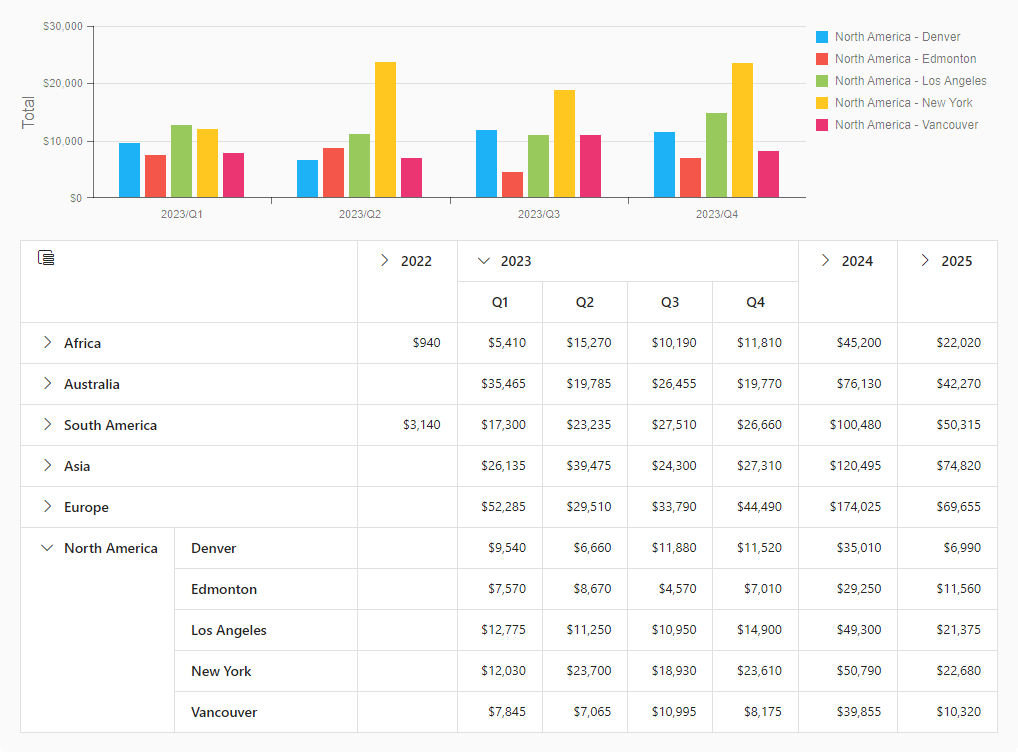 $30,000
$20,000
$10,000
$0
Total
2023/Q1 2023/Q2 2023/Q3 2023/Q4
North America - Denver
North America - Edmonton
North America - Los Angeles
North America - New York
North America - Vancouver
2022 2023 2024 2025
Q1 Q2 Q3 Q4
Africa $940 $5,410 $15,270 $10,190 $11,810 $45,200 $22,020
Australia $35,465 $19,785 $26,455 $19,770 $76,130 $42,270
South America $3,140 $17,300 $23,235 $27,510 $26,660 $100,480 $50,315
Asia $26,135 $39,475 $24,300 $27,310 $120,495 $74,820
Europe $52,285 $29,510 $33,790 $44,490 $174,025 $69,655
North America Denver $9,540 $6,660 $11,880 $11,520 $35,010 $6,990
Edmonton $7,570 $8,670 $4,570 $7,010 $29,250 $11,560
Los Angeles $12,775 $11,250 $10,950 $14,900 $49,300 $21,375
New York $12,030 $23,700 $18,930 $23,610 $50,790 $22,680
Vancouver $7,845 $7,065 $10,995 $8,175 $39,855 $10,320